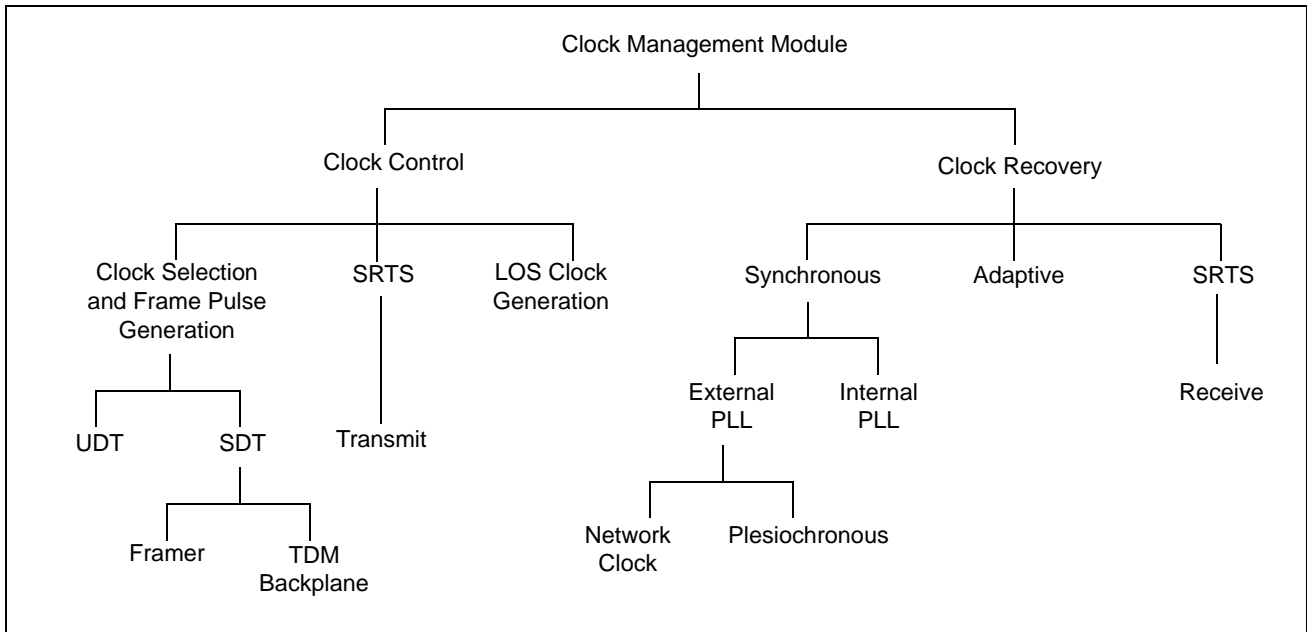 Clock Management Module
Clock Control
Clock Recovery
Clock Selection
and Frame Pulse
Generation
SRTS
LOS Clock
Generation
Synchronous
Adaptive
SRTS
UDT
SDT
Transmit
External
PLL
Internal
PLL
Receive
Framer
TDM
Backplane
Network
Clock
Plesiochronous